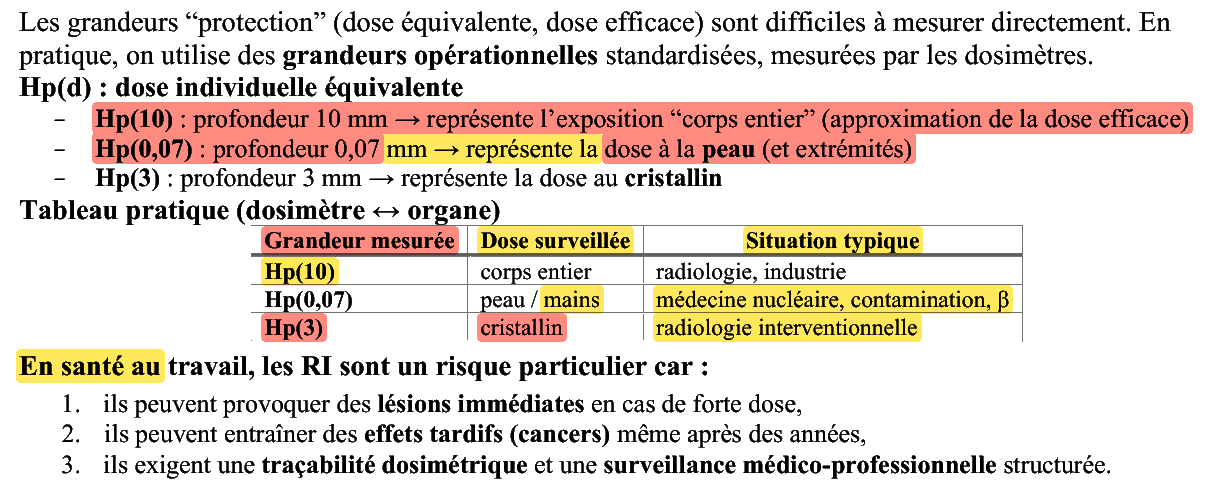 Les grandeurs “protection” (dose équivalente, dose efficace) sont difficiles à mesurer directement. En
pratique, on utilise des grandeurs opérationnelles standardisées, mesurées par les dosimètres.
Hp(d) : dose individuelle équivalente
- Hp(10) : profondeur 10 mm → représente l’exposition “corps entier” (approximation de la dose efficace)
- Hp(0,07) : profondeur 0,07 mm → représente la dose à la peau (et extrémités)
- Hp(3) : profondeur 3 mm → représente la dose au cristallin
Tableau pratique (dosimètre ↔ organe)
Grandeur mesurée Dose surveillée Situation typique
Hp(10) corps entier radiologie, industrie
Hp(0,07) peau / mains médecine nucléaire, contamination, β
Hp(3) cristallin radiologie interventionnelle
En santé au travail, les RI sont un risque particulier car :
1. ils peuvent provoquer des lésions immédiates en cas de forte dose,
2. ils peuvent entraîner des effets tardifs (cancers) même après des années,
3. ils exigent une traçabilité dosimétrique et une surveillance médico-professionnelle structurée.